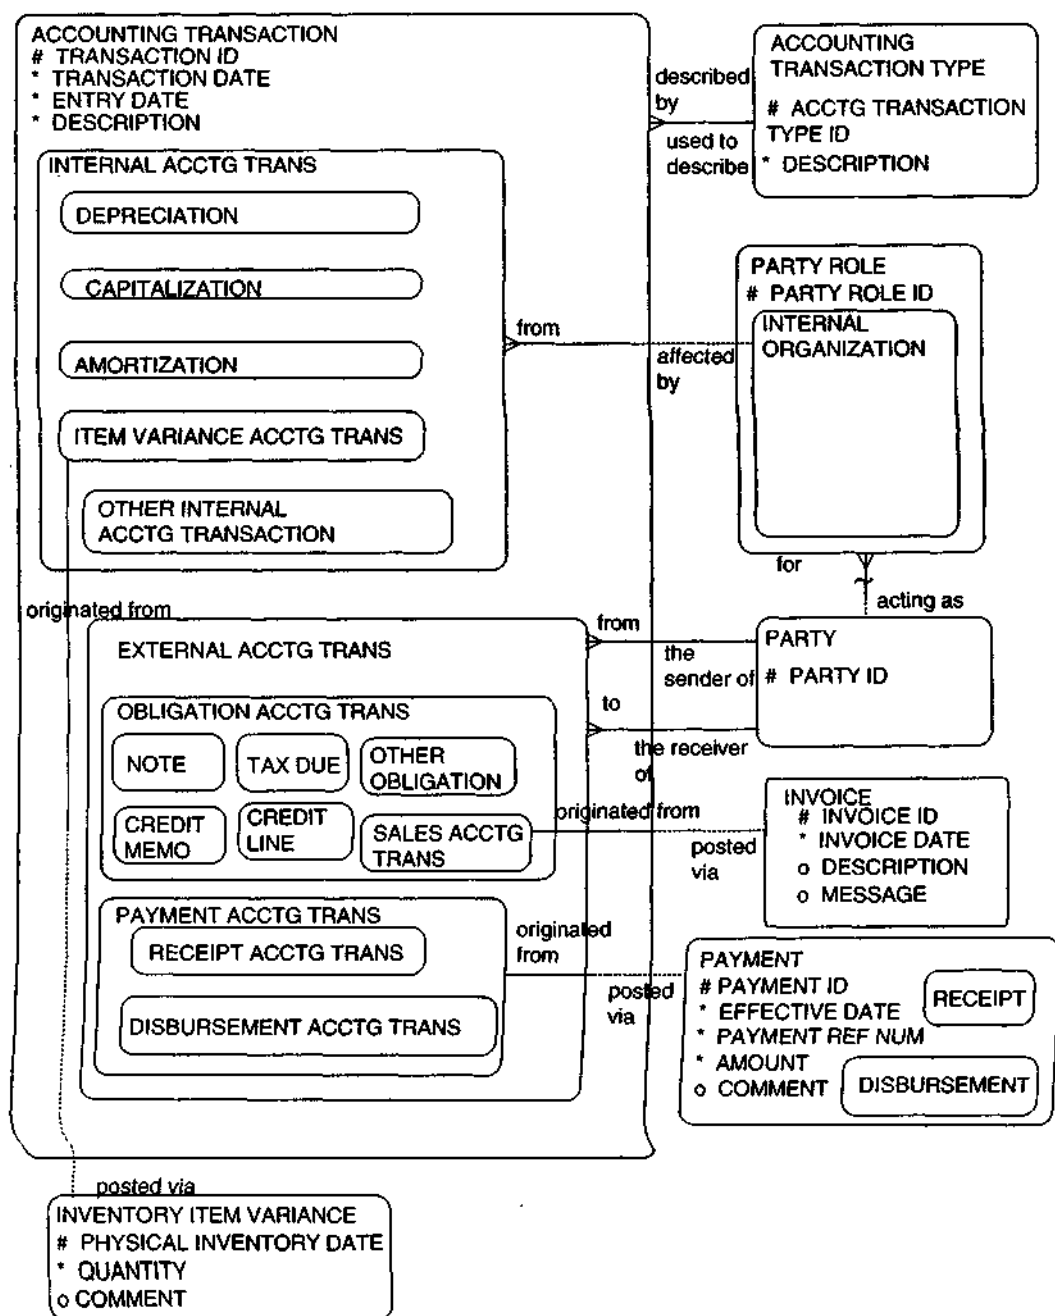 ACCOUNTING TRANSACTION
# TRANSACTION ID
* TRANSACTION DATE
* ENTRY DATE
* DESCRIPTION
INTERNAL ACCTG TRANS
DEPRECIATION
CAPITALIZATION
AMORTIZATION
ITEM VARIANCE ACCTG TRANS
OTHER INTERNAL
ACCTG TRANSACTION
described
by
used to
describe
ACCOUNTING
TRANSACTION TYPE
# ACCTG TRANSACTION
TYPE ID
* DESCRIPTION
from
affected
by
PARTY ROLE
# PARTY ROLE ID
INTERNAL
ORGANIZATION
for
acting as
originated from
EXTERNAL ACCTG TRANS
from
the
sender of
to
the receiver
of
PARTY
# PARTY ID
OBLIGATION ACCTG TRANS
NOTE
TAX DUE
OTHER
OBLIGATION
CREDIT
MEMO
CREDIT
LINE
SALES ACCTG
TRANS
originated from
posted
via
INVOICE
# INVOICE ID
* INVOICE DATE
o DESCRIPTION
o MESSAGE
PAYMENT ACCTG TRANS
RECEIPT ACCTG TRANS
DISBURSEMENT ACCTG TRANS
originated
from
posted
via
PAYMENT
# PAYMENT ID
* EFFECTIVE DATE
* PAYMENT REF NUM
* AMOUNT
o COMMENT
RECEIPT
DISBURSEMENT
posted via
INVENTORY ITEM VARIANCE
# PHYSICAL INVENTORY DATE
* QUANTITY
o COMMENT